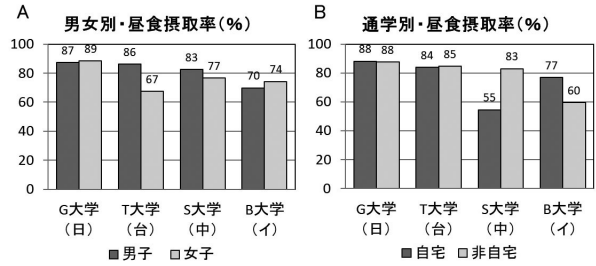 A
男女別・昼食摂取率(%)
100
80
60
40
20
0
87 89 86 67 83 77 70 74
G大学 T大学 S大学 B大学
(日) (台) (中) (イ)
■男子 ■女子
B
通学別・昼食摂取率(%)
100
80
60
40
20
0
88 88 84 85 55 83 77 60
G大学 T大学 S大学 B大学
(日) (台) (中) (イ)
■自宅 ■非自宅